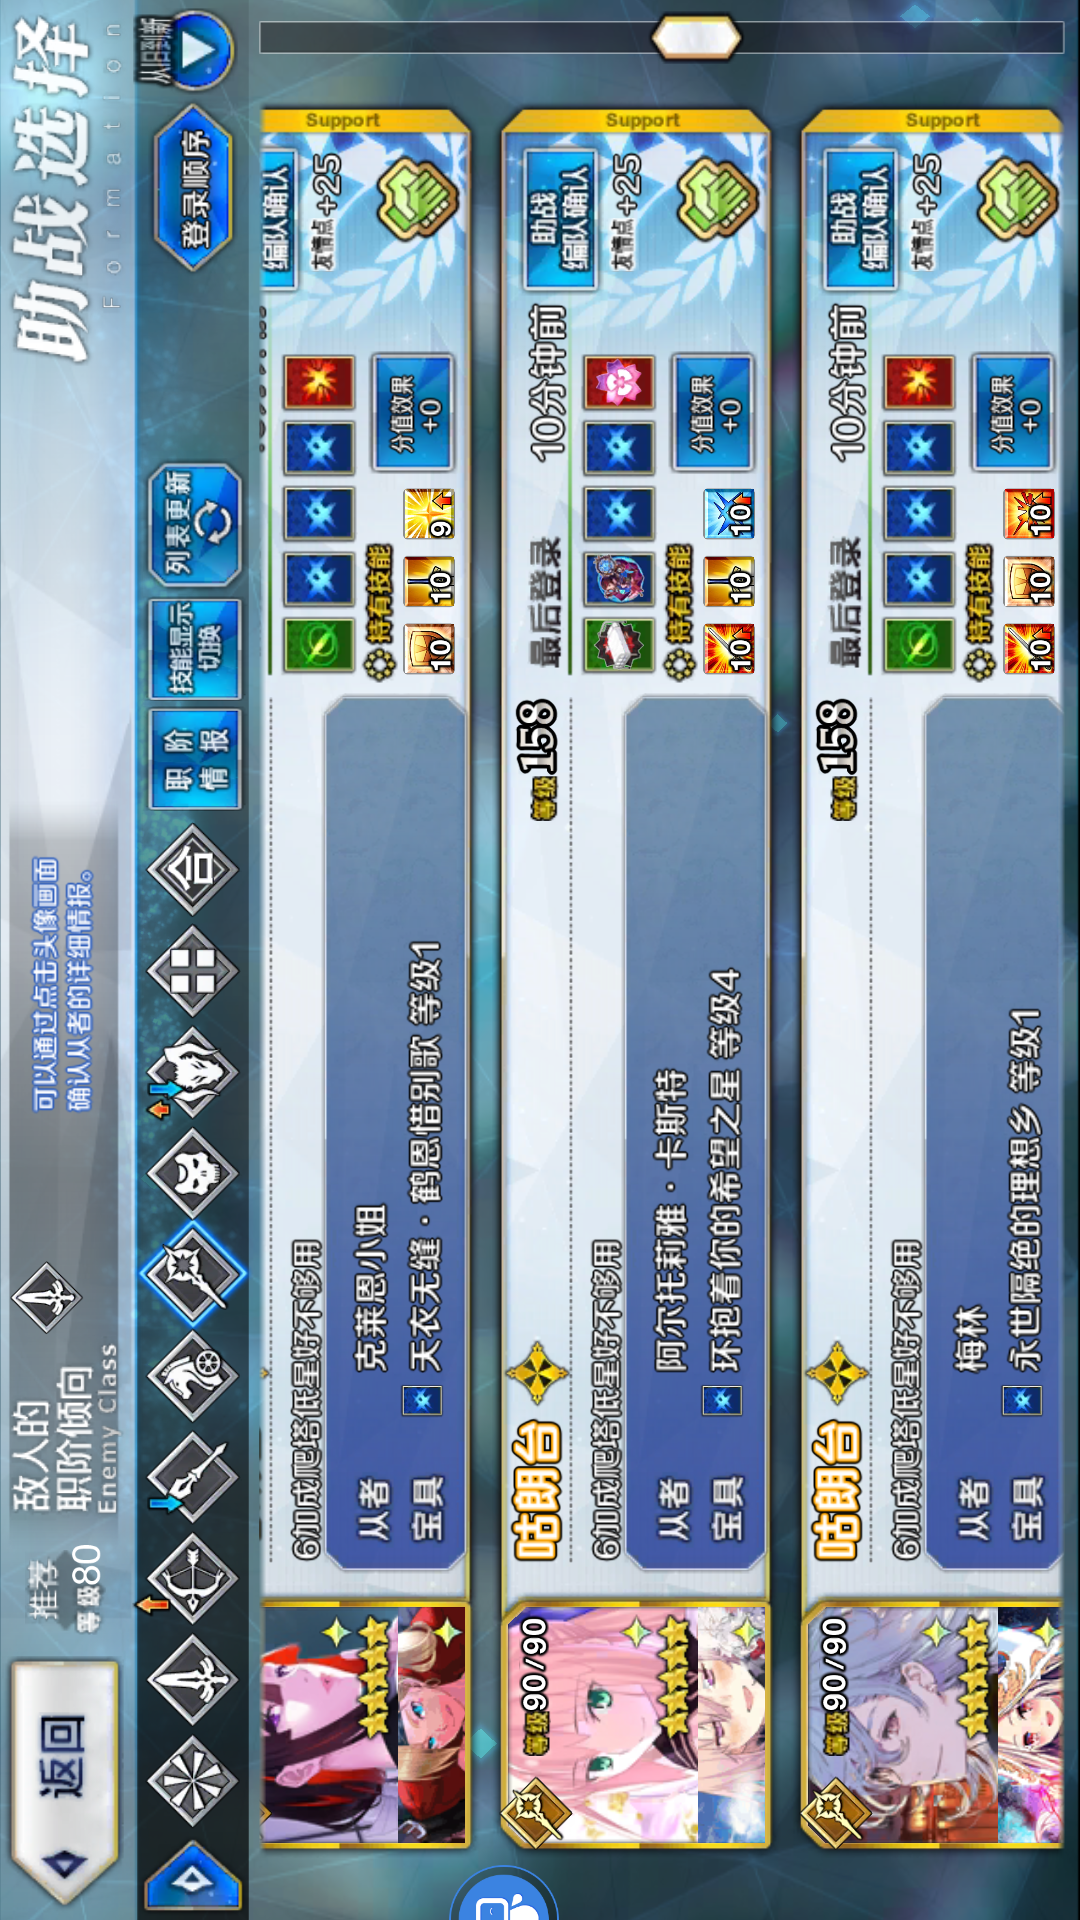 返回
推荐
等级80
敌人的
职阶倾向
Enemy Class
可以通过点击头像画面
确认从者的详细情报。
助战选择
Formation
合
职阶
情报
技能显示
切换
列表更新
登录顺序
从旧到新
Support
6加成爬塔低星好不够用
从者 克莱恩小姐
宝具 天衣无缝·鹤恩惜别歌 等级1
持有技能
10 10 9
分值效果
+0
编队确认
友情点+25
Support
等级90/90
咕朗台
等级158
最后登录 10分钟前
6加成爬塔低星好不够用
从者 阿尔托莉雅·卡斯特
宝具 环抱着你的希望之星 等级4
持有技能
10 10 10
分值效果
+0
助战
编队确认
友情点+25
Support
等级90/90
咕朗台
等级158
最后登录 10分钟前
6加成爬塔低星好不够用
从者 梅林
宝具 永世隔绝的理想乡 等级1
持有技能
10 10 10
分值效果
+0
助战
编队确认
友情点+25